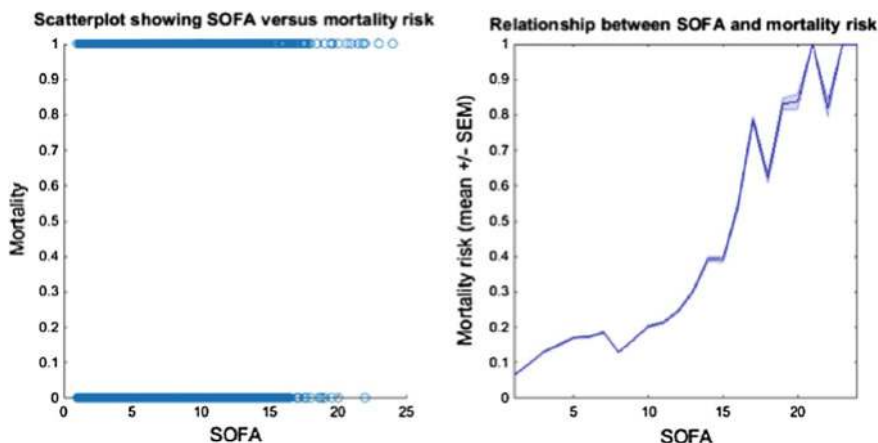 Scatterplot showing SOFA versus mortality risk
1
0.9
0.8
0.7
0.6
0.5
0.4
0.3
0.2
0.1
0
Mortality
0 5 10 15 20 25
SOFA
Relationship between SOFA and mortality risk
1
0.9
0.8
0.7
0.6
0.5
0.4
0.3
0.2
0.1
0
Mortality risk (mean +/- SEM)
5 10 15 20
SOFA